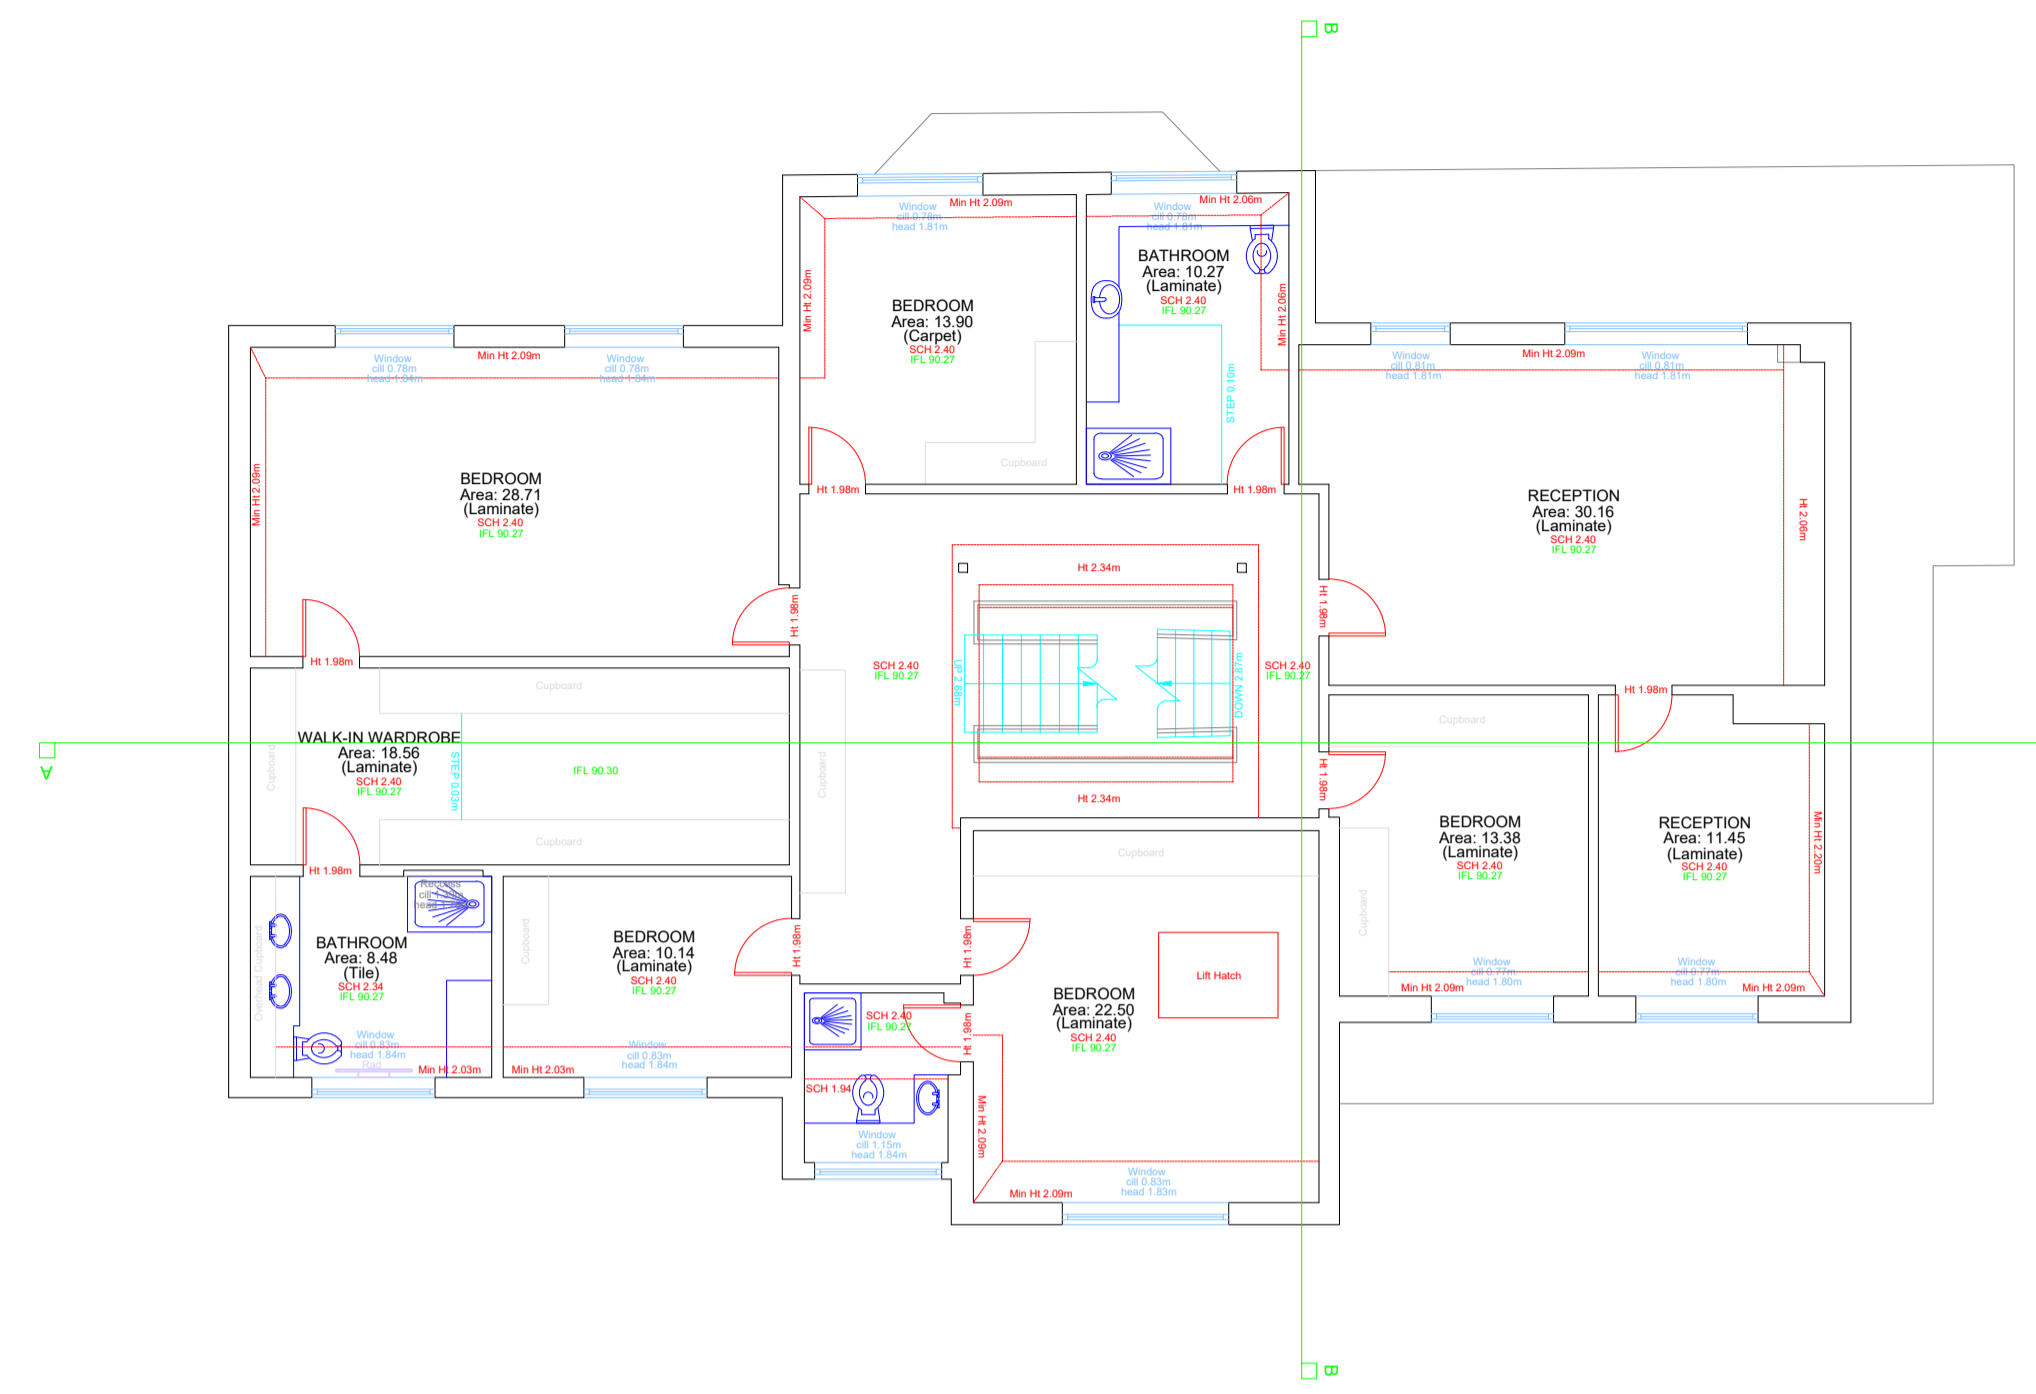 B
Window
cill 0.78m
head 1.81m
Min Ht 2.09m
Window
cill 0.78m
head 1.81m
Min Ht 2.06m
Min Ht 2.09m
BEDROOM
Area: 13.90
(Carpet)
SCH 2.40
IFL 90.27
Cupboard
Ht 1.98m
BATHROOM
Area: 10.27
(Laminate)
SCH 2.40
IFL 90.27
Min Ht 2.06m
STEP 0.10m
Ht 1.98m
Window
cill 0.78m
head 1.84m
Min Ht 2.09m
Window
cill 0.78m
head 1.84m
Min Ht 2.09m
BEDROOM
Area: 28.71
(Laminate)
SCH 2.40
IFL 90.27
Ht 1.98m
Ht 1.98m
Window
cill 0.81m
head 1.81m
Min Ht 2.09m
Window
cill 0.81m
head 1.81m
RECEPTION
Area: 30.16
(Laminate)
SCH 2.40
IFL 90.27
Ht 2.06m
Ht 1.98m
Ht 1.98m
Ht 2.34m
SCH 2.40
IFL 90.27
UP 2.68m
DOWN 2.87m
SCH 2.40
IFL 90.27
Ht 2.34m
Cupboard
Cupboard
Cupboard
WALK-IN WARDROBE
Area: 18.56
(Laminate)
SCH 2.40
IFL 90.27
STEP 0.03m
IFL 90.30
Cupboard
Ht 1.98m
A
Cupboard
Ht 1.98m
Cupboard
BEDROOM
Area: 13.38
(Laminate)
SCH 2.40
IFL 90.27
Window
cill 0.77m
head 1.80m
Min Ht 2.09m
RECEPTION
Area: 11.45
(Laminate)
SCH 2.40
IFL 90.27
Min Ht 2.20m
Window
cill 0.77m
head 1.80m
Min Ht 2.09m
Overhead Cupboard
BATHROOM
Area: 8.48
(Tile)
SCH 2.34
IFL 90.27
Window
cill 0.83m
head 1.84m
Rad
Min Ht 2.03m
Cupboard
BEDROOM
Area: 10.14
(Laminate)
SCH 2.40
IFL 90.27
Window
cill 0.83m
head 1.84m
Min Ht 2.03m
Ht 1.98m
SCH 2.40
IFL 90.27
Ht 1.98m
SCH 1.94
Window
cill 1.15m
head 1.84m
Cupboard
Ht 1.98m
Lift Hatch
BEDROOM
Area: 22.50
(Laminate)
SCH 2.40
IFL 90.27
Min Ht 2.09m
Min Ht 2.09m
Window
cill 0.83m
head 1.83m
B